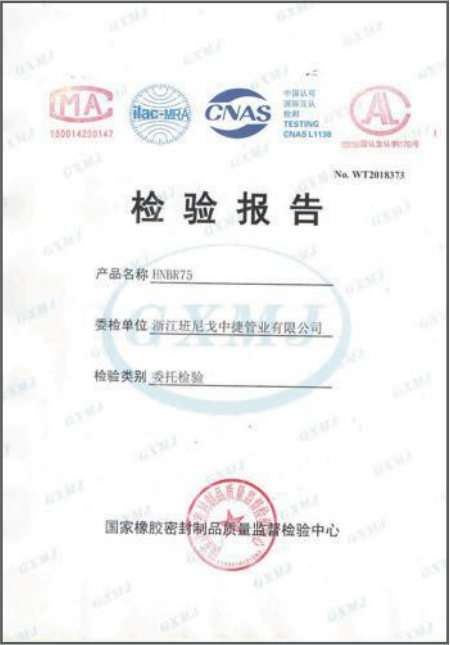 MA
150014250147
ilac-MRA
CNAS
中国认可
国际互认
检测
TESTING
CNAS L1138
CAL
No. WT2018373
检验报告
GXMJ
产品名称 HNBR75
委检单位 浙江班尼戈中捷管业有限公司
检验类别 委托检验
国家橡胶密封制品质量监督检验中心